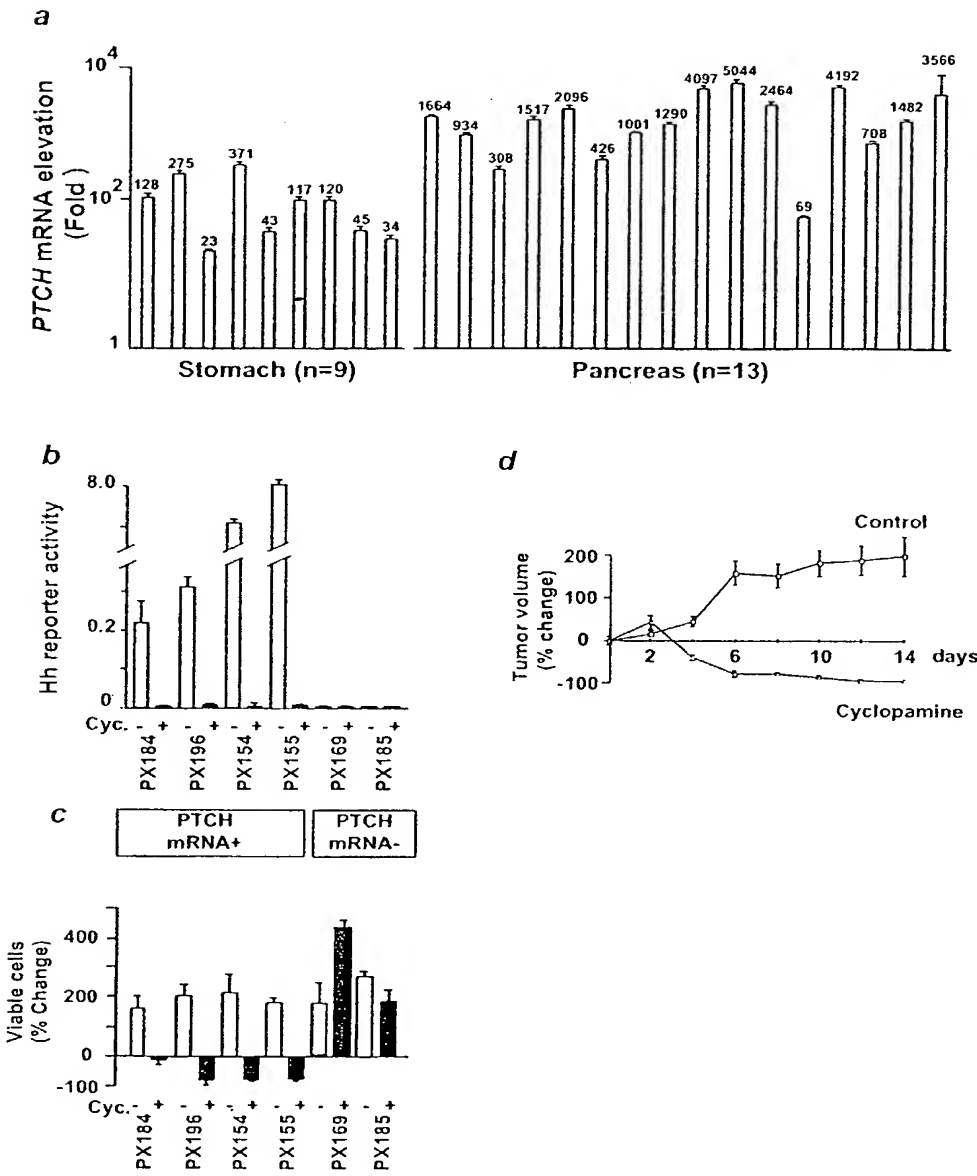 a
PTCH mRNA elevation
(Fold)
10^4
10^2
1
128 275 23 371 43 117 120 45 34
1664 934 308 1517 2096 426 1001 1290 4097 5044 2464 69 4192 708 1482 3566
Stomach (n=9) Pancreas (n=13)
b
Hh reporter activity
8.0
0.2
0
Cyc. - + - + - + - + - + - +
PX184 PX196 PX154 PX155 PX169 PX185
PTCH
mRNA+
PTCH
mRNA-
c
Viable cells
(% Change)
400
200
0
-100
Cyc. - + - + - + - + - + - +
PX184 PX196 PX154 PX155 PX169 PX185
d
Tumor volume
(% change)
200
100
0
-100
Control
2 6 10 14 days
Cyclopamine